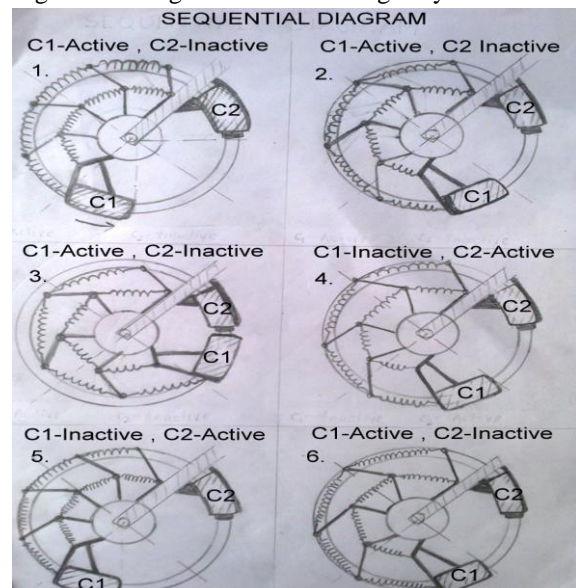 SEQUENTIAL DIAGRAM
C1-Active , C2-Inactive
C1-Active , C2 Inactive
1.
2.
C2
C2
C1
C1
C1-Active , C2-Inactive
C1-Inactive , C2-Active
3.
4.
C2
C2
C1
C1
C1-Inactive , C2-Active
C1-Active , C2-Inactive
5.
6.
C2
C2
C1
C1